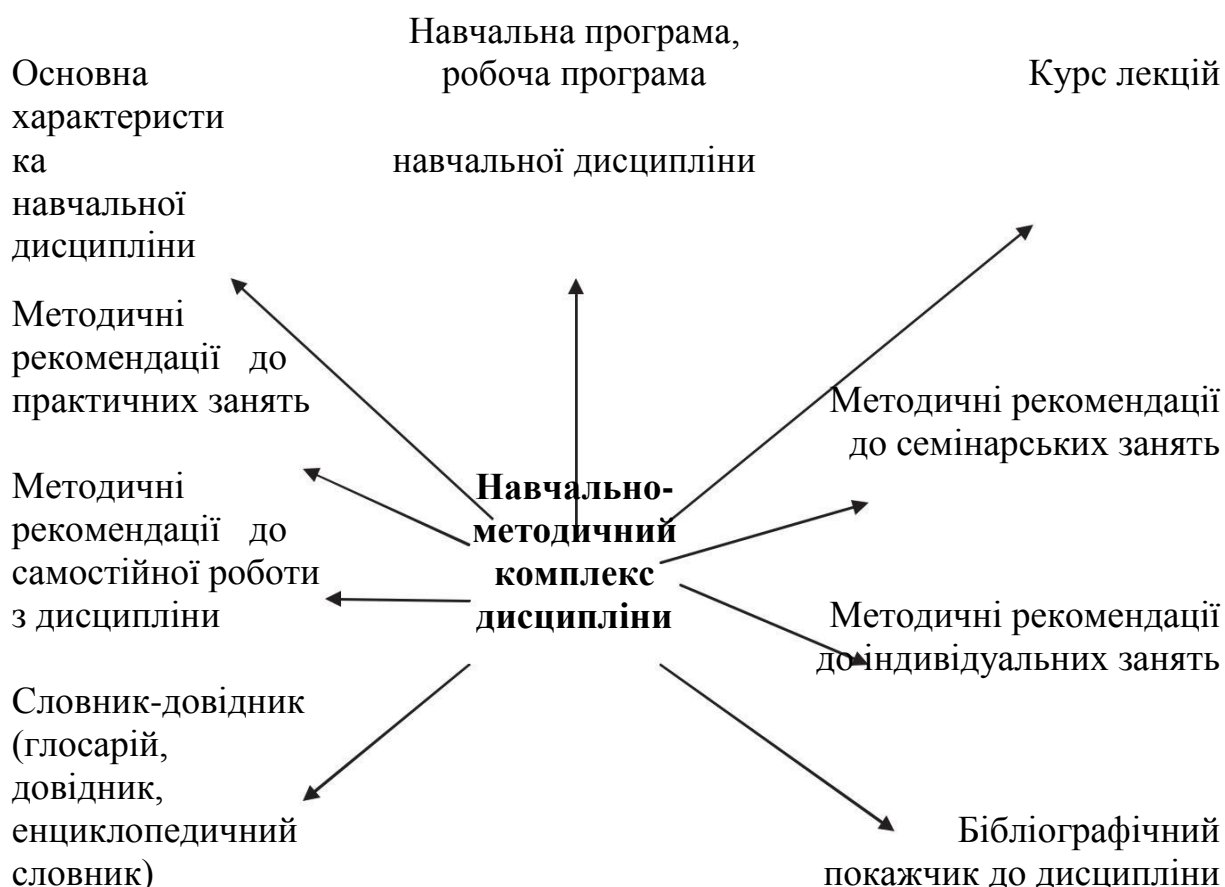 Основна
характеристи
ка
навчальної
дисципліни
Навчальна програма,
робоча програма
навчальної дисципліни
Курс лекцій
Методичні
рекомендації до
практичних занять
Методичні рекомендації
до семінарських занять
Методичні
рекомендації до
самостійної роботи
з дисципліни
Навчально-
методичний
комплекс
дисципліни
Методичні рекомендації
до індивідуальних занять
Словник-довідник
(глосарій,
довідник,
енциклопедичний
словник)
Бібліографічний
покажчик до дисципліни